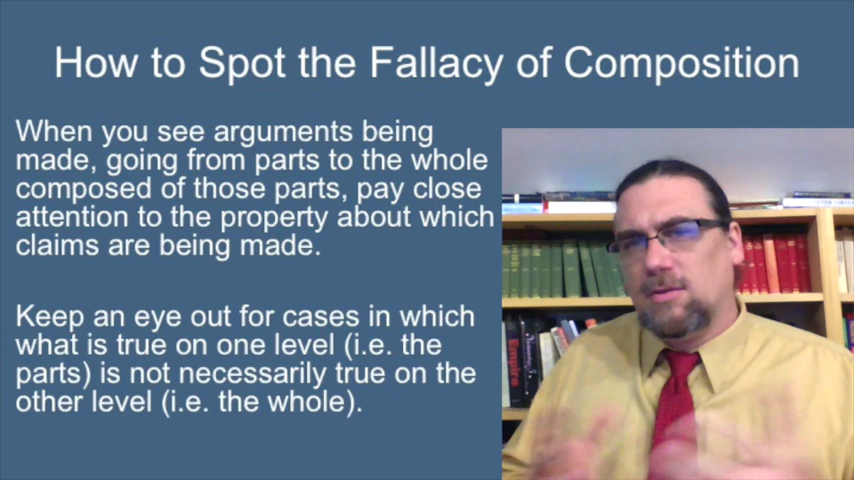 How to Spot the Fallacy of Composition
When you see arguments being
made, going from parts to the whole
composed of those parts, pay close
attention to the property about which
claims are being made.
Keep an eye out for cases in which
what is true on one level (i.e. the
parts) is not necessarily true on the
other level (i.e. the whole).
Empire